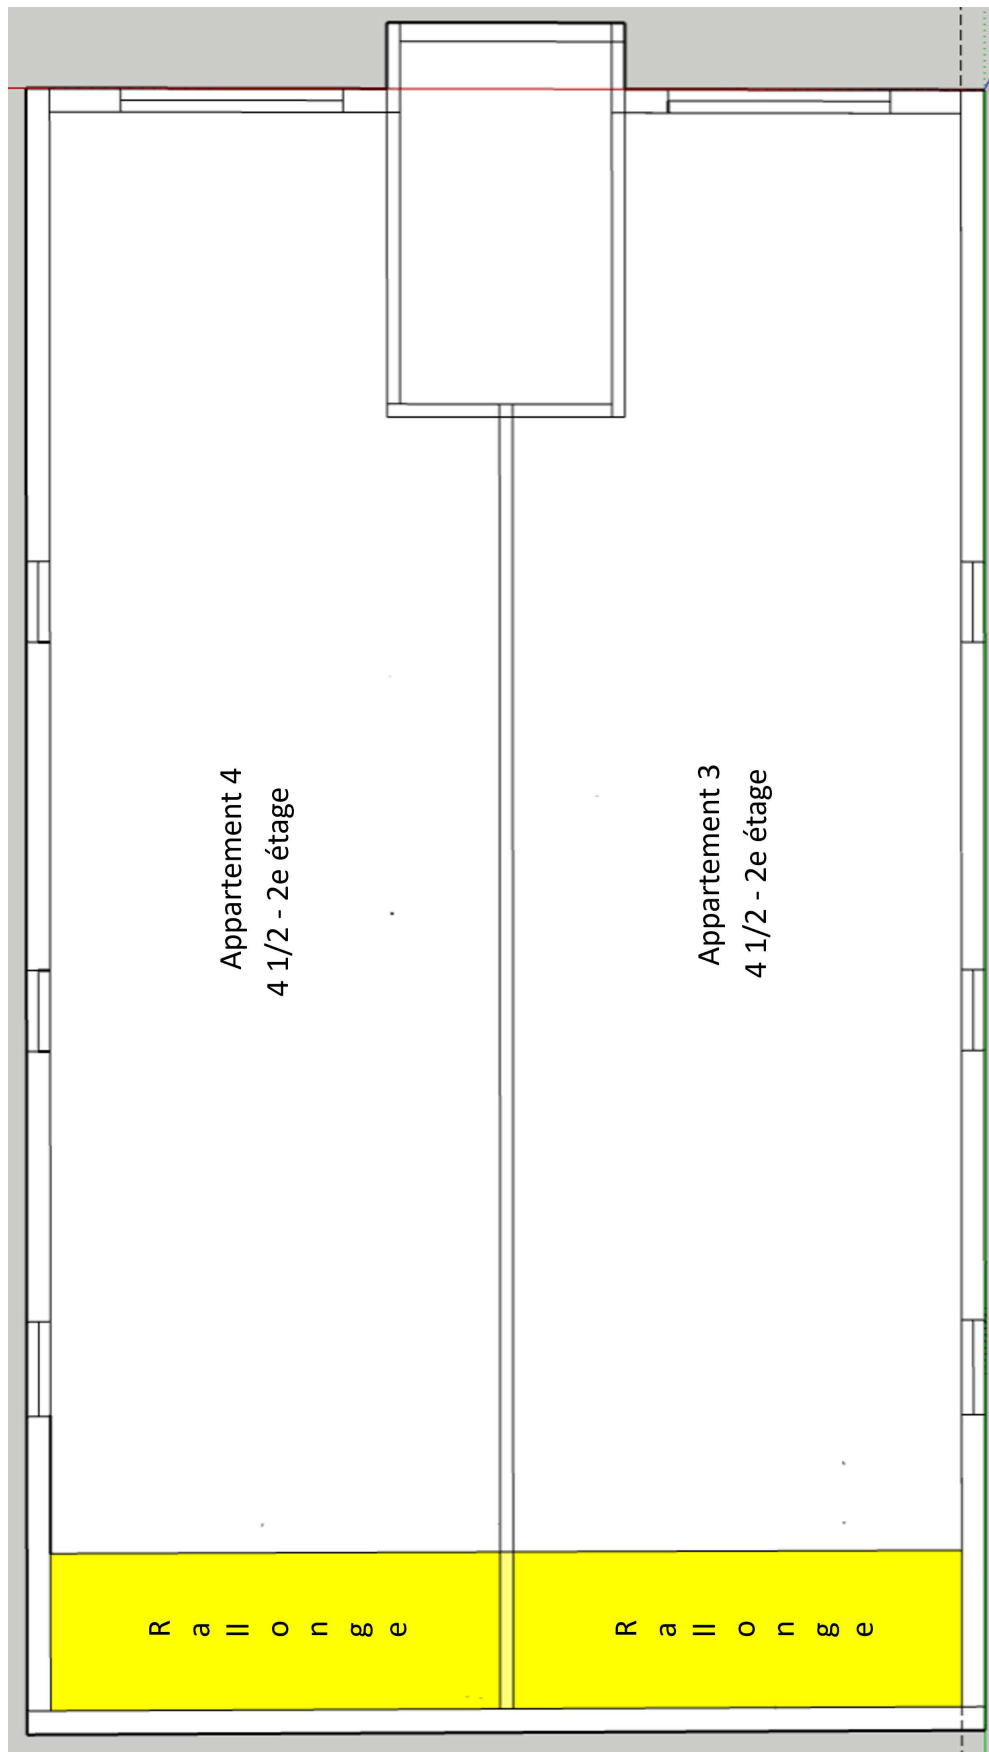 Appartement 4
4 1/2 - 2e étage
Appartement 3
4 1/2 - 2e étage
Rallonge
Rallonge